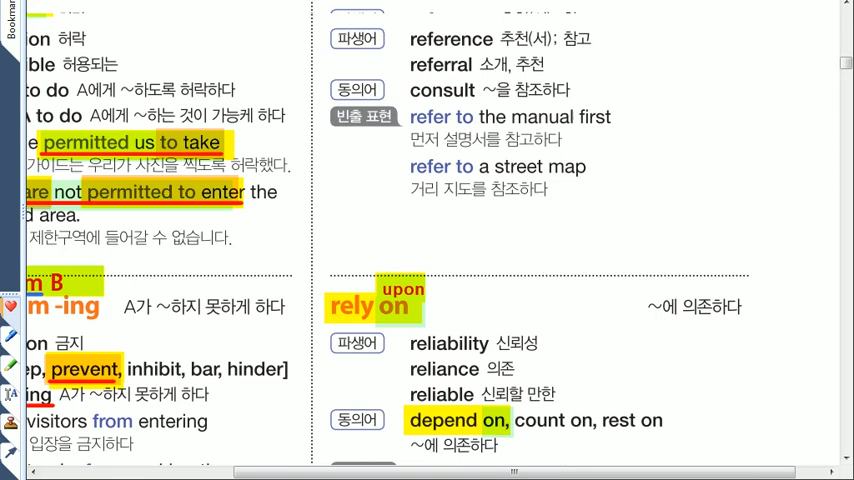 Bookmar
ion 허락
ible 허용되는
to do A에게 ~하도록 허락하다
A to do A에게 ~하는 것이 가능케 하다
e permitted us to take
가이드는 우리가 사진을 찍도록 허락했다.
are not permitted to enter the
d area.
제한구역에 들어갈 수 없습니다.
m B
m -ing A가 ~하지 못하게 하다
on 금지
ep, prevent, inhibit, bar, hinder]
ing A가 ~하지 못하게 하다
visitors from entering
입장을 금지하다
파생어 reference 추천(서); 참고
referral 소개, 추천
동의어 consult ~을 참조하다
빈출 표현 refer to the manual first
먼저 설명서를 참고하다
refer to a street map
거리 지도를 참조하다
upon
rely on ~에 의존하다
파생어 reliability 신뢰성
reliance 의존
reliable 신뢰할 만한
동의어 depend on, count on, rest on
~에 의존하다